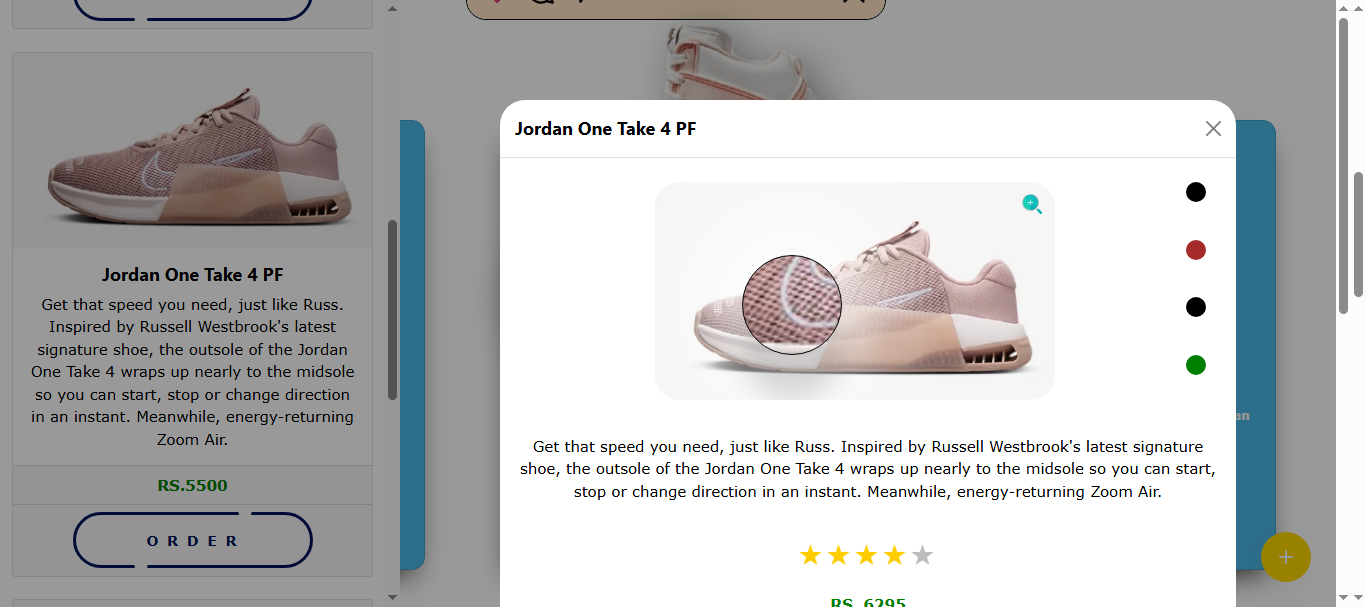 Jordan One Take 4 PF
Get that speed you need, just like Russ.
Inspired by Russell Westbrook's latest
signature shoe, the outsole of the Jordan
One Take 4 wraps up nearly to the midsole
so you can start, stop or change direction
in an instant. Meanwhile, energy-returning
Zoom Air.
RS.5500
ORDER
Jordan One Take 4 PF
Get that speed you need, just like Russ. Inspired by Russell Westbrook's latest signature
shoe, the outsole of the Jordan One Take 4 wraps up nearly to the midsole so you can start,
stop or change direction in an instant. Meanwhile, energy-returning Zoom Air.
RS. 6295